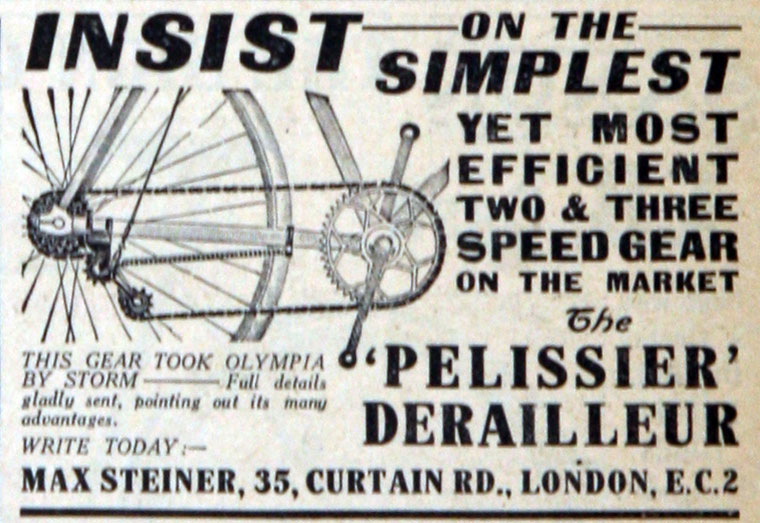 INSIST — ON THE —
SIMPLEST
YET MOST
EFFICIENT
TWO & THREE
SPEED GEAR
ON THE MARKET
The
'PELISSIER'
DERAILLEUR
THIS GEAR TOOK OLYMPIA
BY STORM — Full details
gladly sent, pointing out its many
advantages.
WRITE TODAY:—
MAX STEINER, 35, CURTAIN RD., LONDON, E.C.2